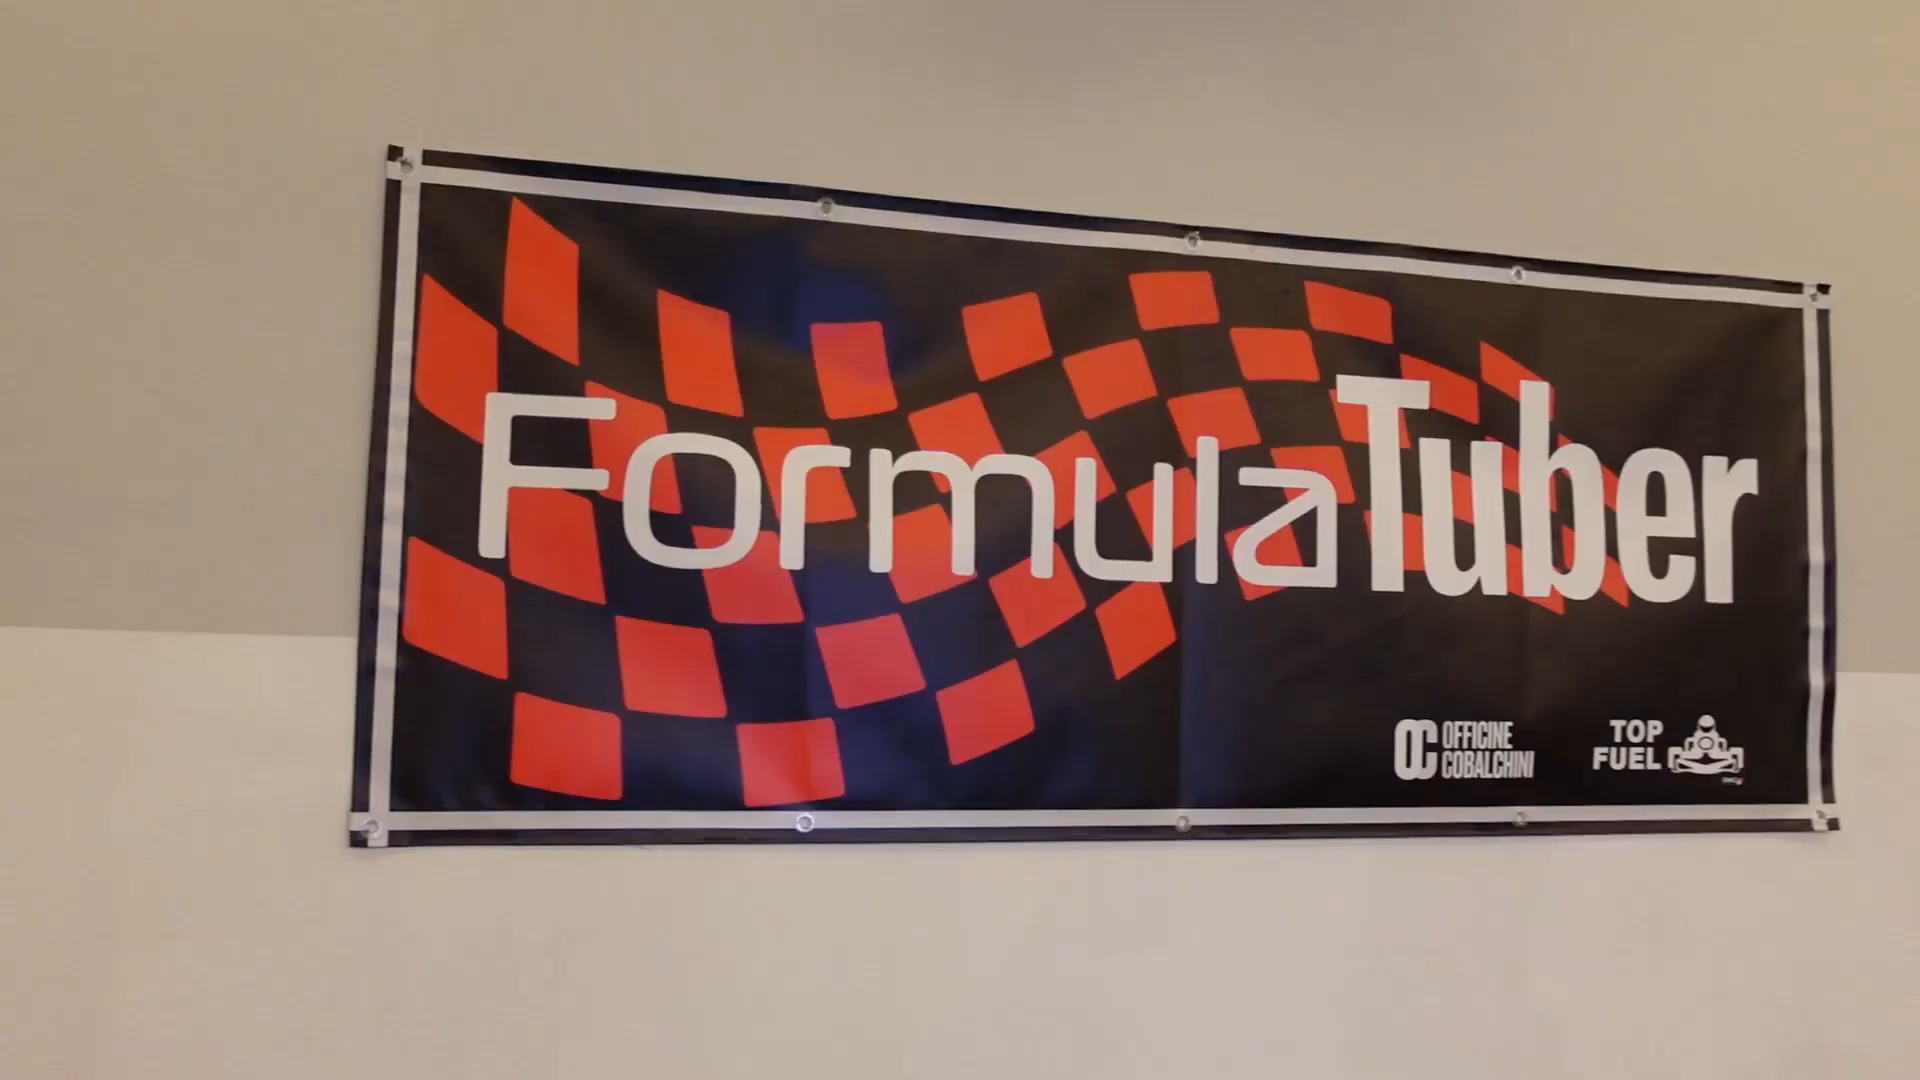 FormulaTuber
OC OFFICINE
COBALCHINI
TOP
FUEL